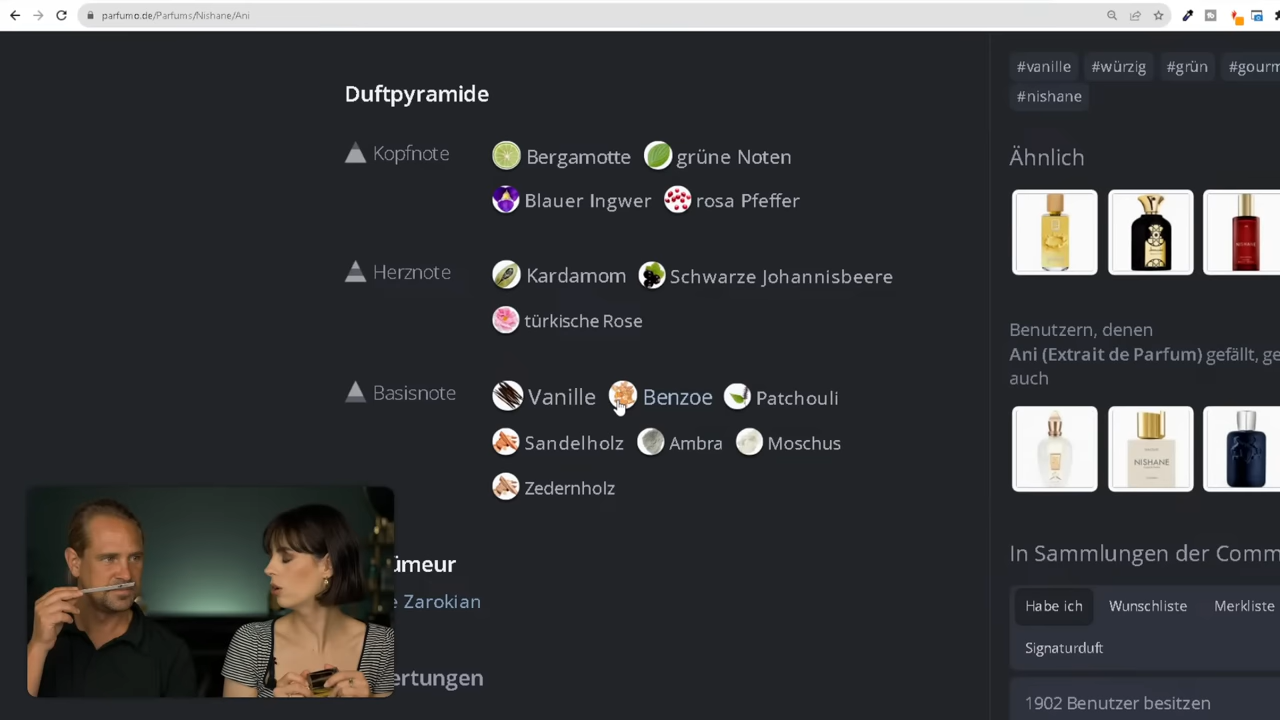 parfumo.de/Parfums/Nishane/Ani
Duftpyramide
Kopfnote
Bergamotte grüne Noten
Blauer Ingwer rosa Pfeffer
Herznote
Kardamom Schwarze Johannisbeere
türkische Rose
Basisnote
Vanille Benzoe Patchouli
Sandelholz Ambra Moschus
Zedernholz
ümeur
e Zarokian
ertungen
#vanille #würzig #grün #gourm
#nishane
Ähnlich
Benutzern, denen
Ani (Extrait de Parfum) gefällt, ge
auch
NISHANE
In Sammlungen der Comm
Habe ich Wunschliste Merkliste
Signaturduft
1902 Benutzer besitzen